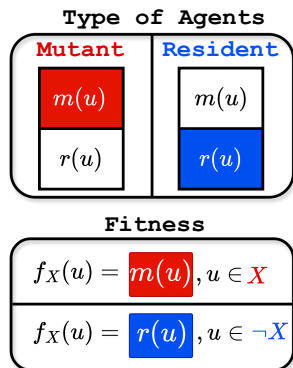 Type of Agents
Mutant Resident
m(u) m(u)
r(u) r(u)
Fitness
f_X(u) = m(u), u ∈ X
f_X(u) = r(u), u ∈ ¬X